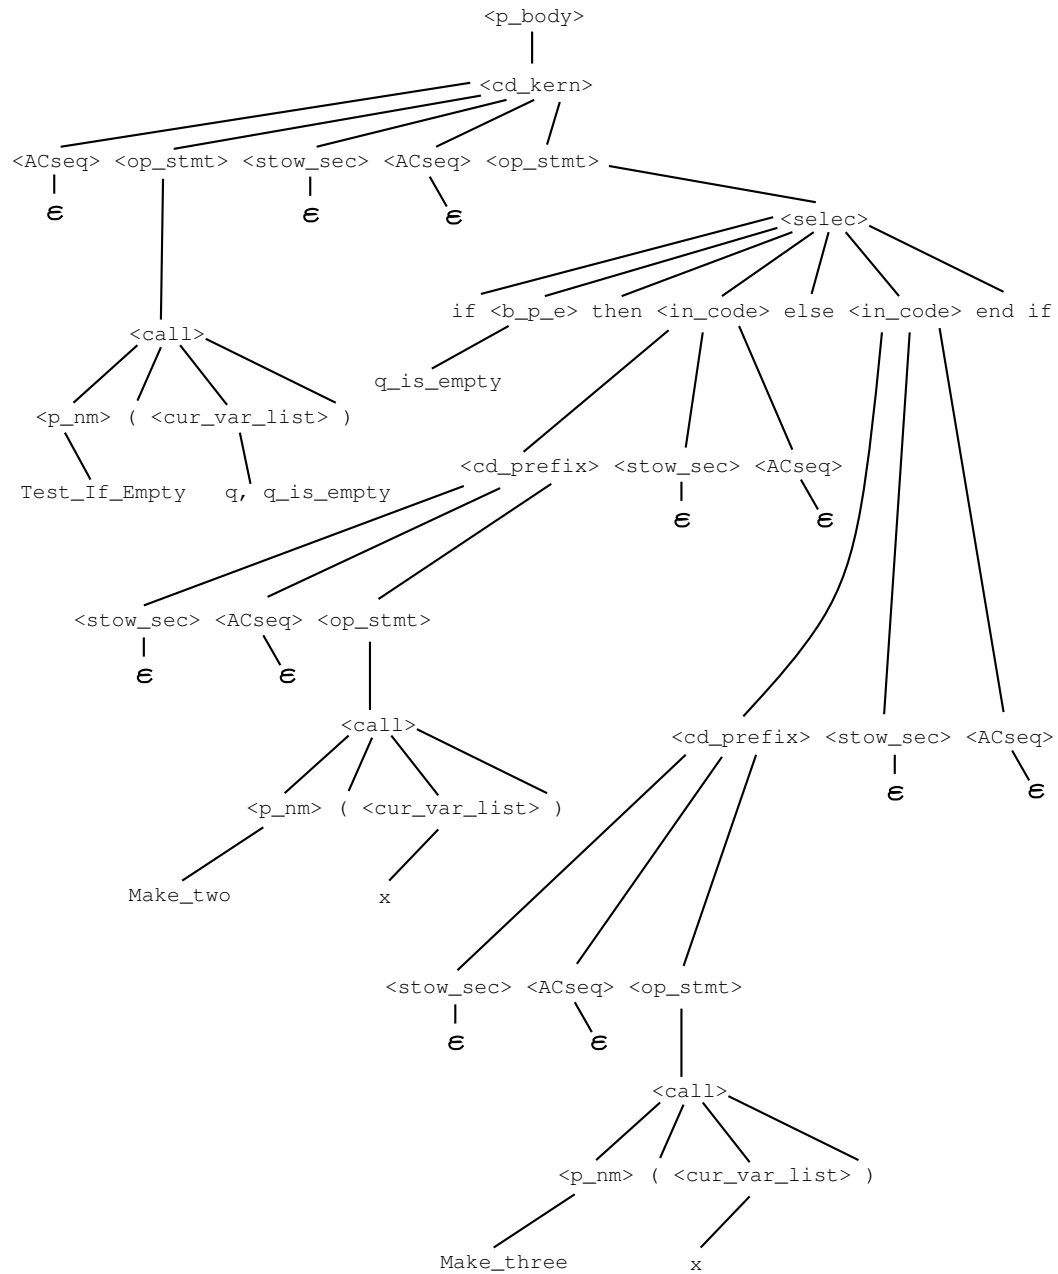 <p_body>
<cd_kern>
<ACseq> <op_stmt> <stow_sec> <ACseq> <op_stmt>
ε ε ε
<selec>
if <b_p_e> then <in_code> else <in_code> end if
<call>
q_is_empty
<p_nm> ( <cur_var_list> )
<cd_prefix> <stow_sec> <ACseq>
Test_If_Empty q, q_is_empty
ε ε
<stow_sec> <ACseq> <op_stmt>
ε ε
<call>
<cd_prefix> <stow_sec> <ACseq>
ε ε
<p_nm> ( <cur_var_list> )
Make_two x
<stow_sec> <ACseq> <op_stmt>
ε ε
<call>
<p_nm> ( <cur_var_list> )
Make_three x